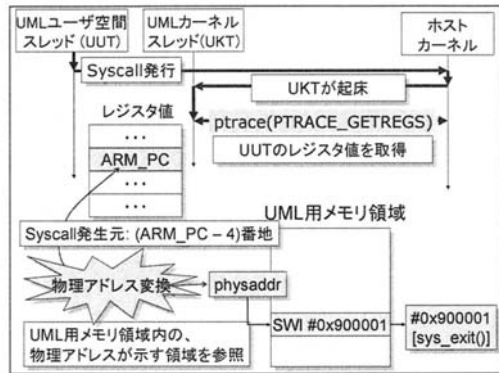 UMLユーザ空間
スレッド(UUT)
UMLカーネル
スレッド(UKT)
ホスト
カーネル
Syscall発行
UKTが起床
レジスタ値
ptrace(PTRACE_GETREGS)
UUTのレジスタ値を取得
...
ARM_PC
...
...
UML用メモリ領域
Syscall発生元: (ARM_PC – 4)番地
物理アドレス変換
physaddr
SWI #0x900001
#0x900001
[sys_exit()]
UML用メモリ領域内の、
物理アドレスが示す領域を参照